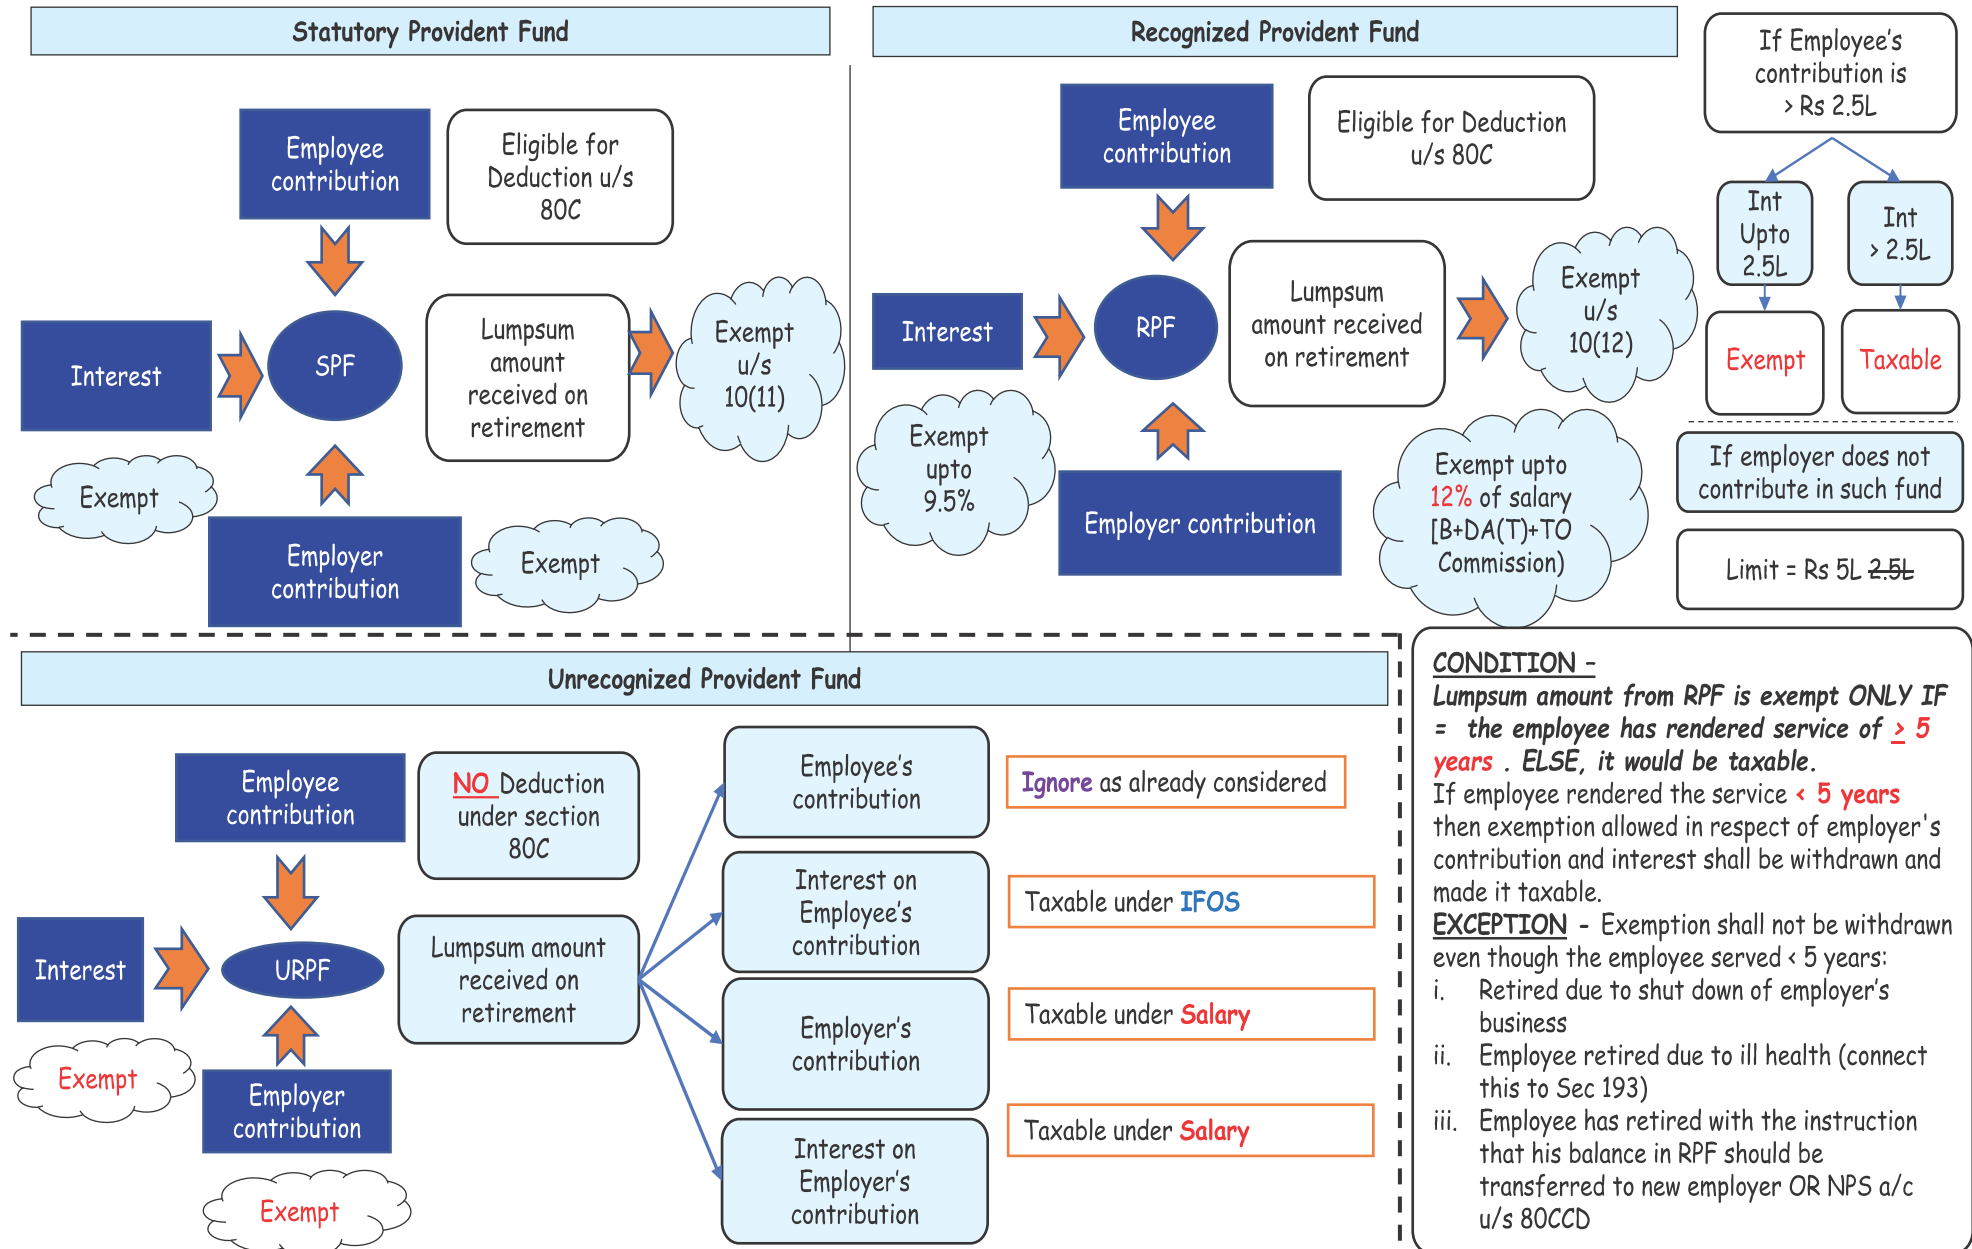 Statutory Provident Fund
Employee
contribution
Eligible for
Deduction u/s
80C
Interest
SPF
Lumpsum
amount
received on
retirement
Exempt
u/s
10(11)
Exempt
Employer
contribution
Exempt
Recognized Provident Fund
Employee
contribution
Eligible for Deduction
u/s 80C
Interest
RPF
Lumpsum
amount received
on retirement
Exempt
u/s
10(12)
Exempt
upto
9.5%
Employer contribution
Exempt upto
12% of salary
[B+DA(T)+TO
Commission)
If Employee's
contribution is
> Rs 2.5L
Int
Upto
2.5L
Int
> 2.5L
Exempt
Taxable
If employer does not
contribute in such fund
Limit = Rs 5L 2.5L
Unrecognized Provident Fund
Employee
contribution
NO Deduction
under section
80C
Interest
URPF
Lumpsum amount
received on
retirement
Exempt
Employer
contribution
Exempt
Employee's
contribution
Ignore as already considered
Interest on
Employee's
contribution
Taxable under IFOS
Employer's
contribution
Taxable under Salary
Interest on
Employer's
contribution
Taxable under Salary
CONDITION –
Lumpsum amount from RPF is exempt ONLY IF
= the employee has rendered service of > 5
years . ELSE, it would be taxable.
If employee rendered the service < 5 years
then exemption allowed in respect of employer's
contribution and interest shall be withdrawn and
made it taxable.
EXCEPTION - Exemption shall not be withdrawn
even though the employee served < 5 years:
i. Retired due to shut down of employer's
business
ii. Employee retired due to ill health (connect
this to Sec 193)
iii. Employee has retired with the instruction
that his balance in RPF should be
transferred to new employer OR NPS a/c
u/s 80CCD